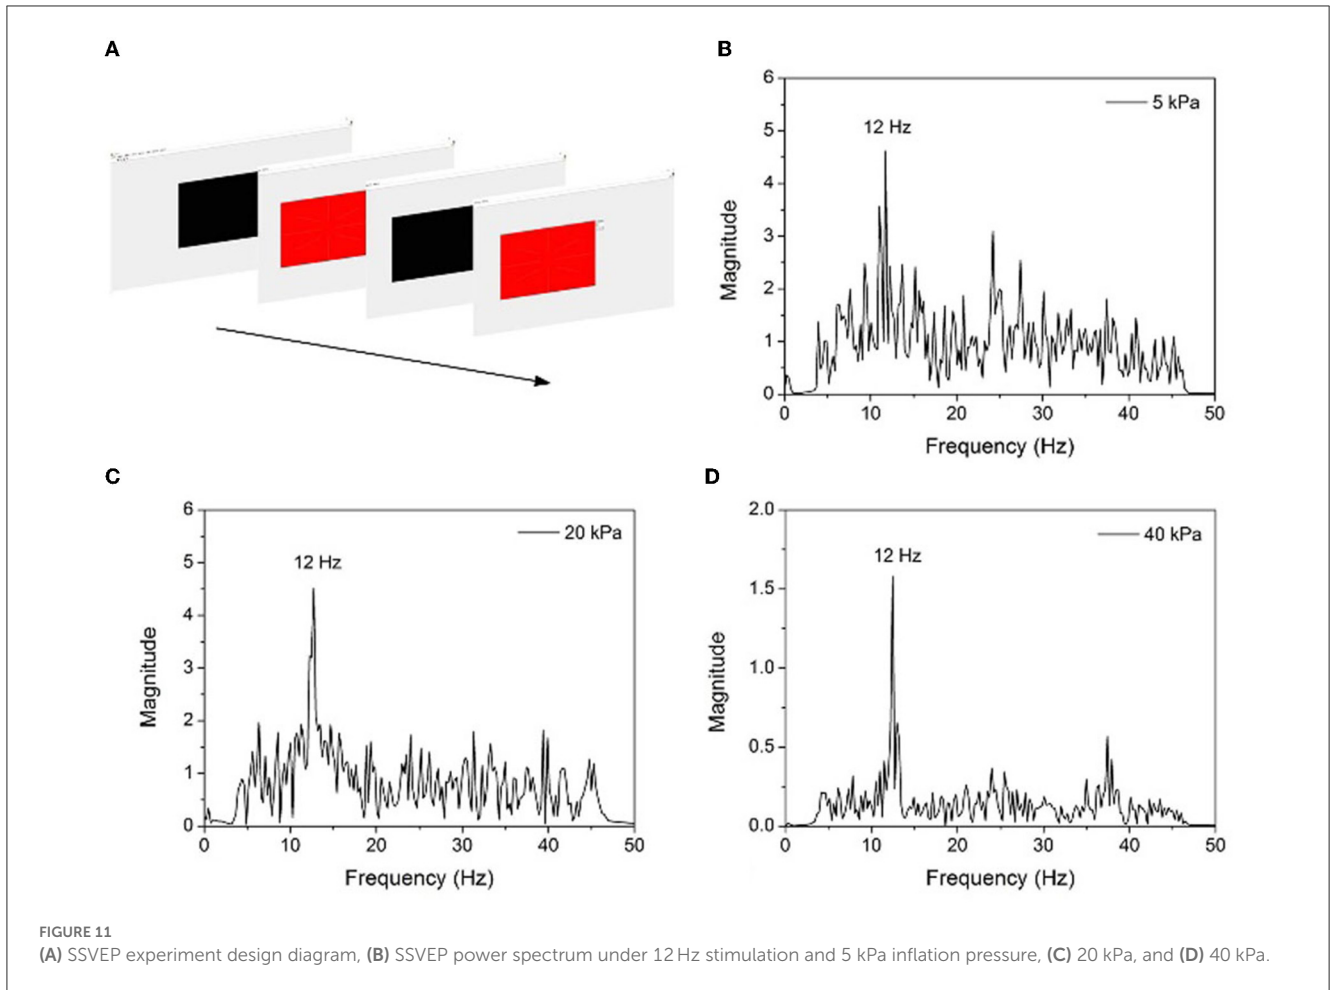 A
B
6
5
4
3
2
1
0
5 kPa
12 Hz
Magnitude
0 10 20 30 40 50
Frequency (Hz)
C
6
5
4
3
2
1
0
20 kPa
12 Hz
Magnitude
0 10 20 30 40 50
Frequency (Hz)
D
2.0
1.5
1.0
0.5
0.0
40 kPa
12 Hz
Magnitude
0 10 20 30 40 50
Frequency (Hz)
FIGURE 11
(A) SSVEP experiment design diagram, (B) SSVEP power spectrum under 12 Hz stimulation and 5 kPa inflation pressure, (C) 20 kPa, and (D) 40 kPa.